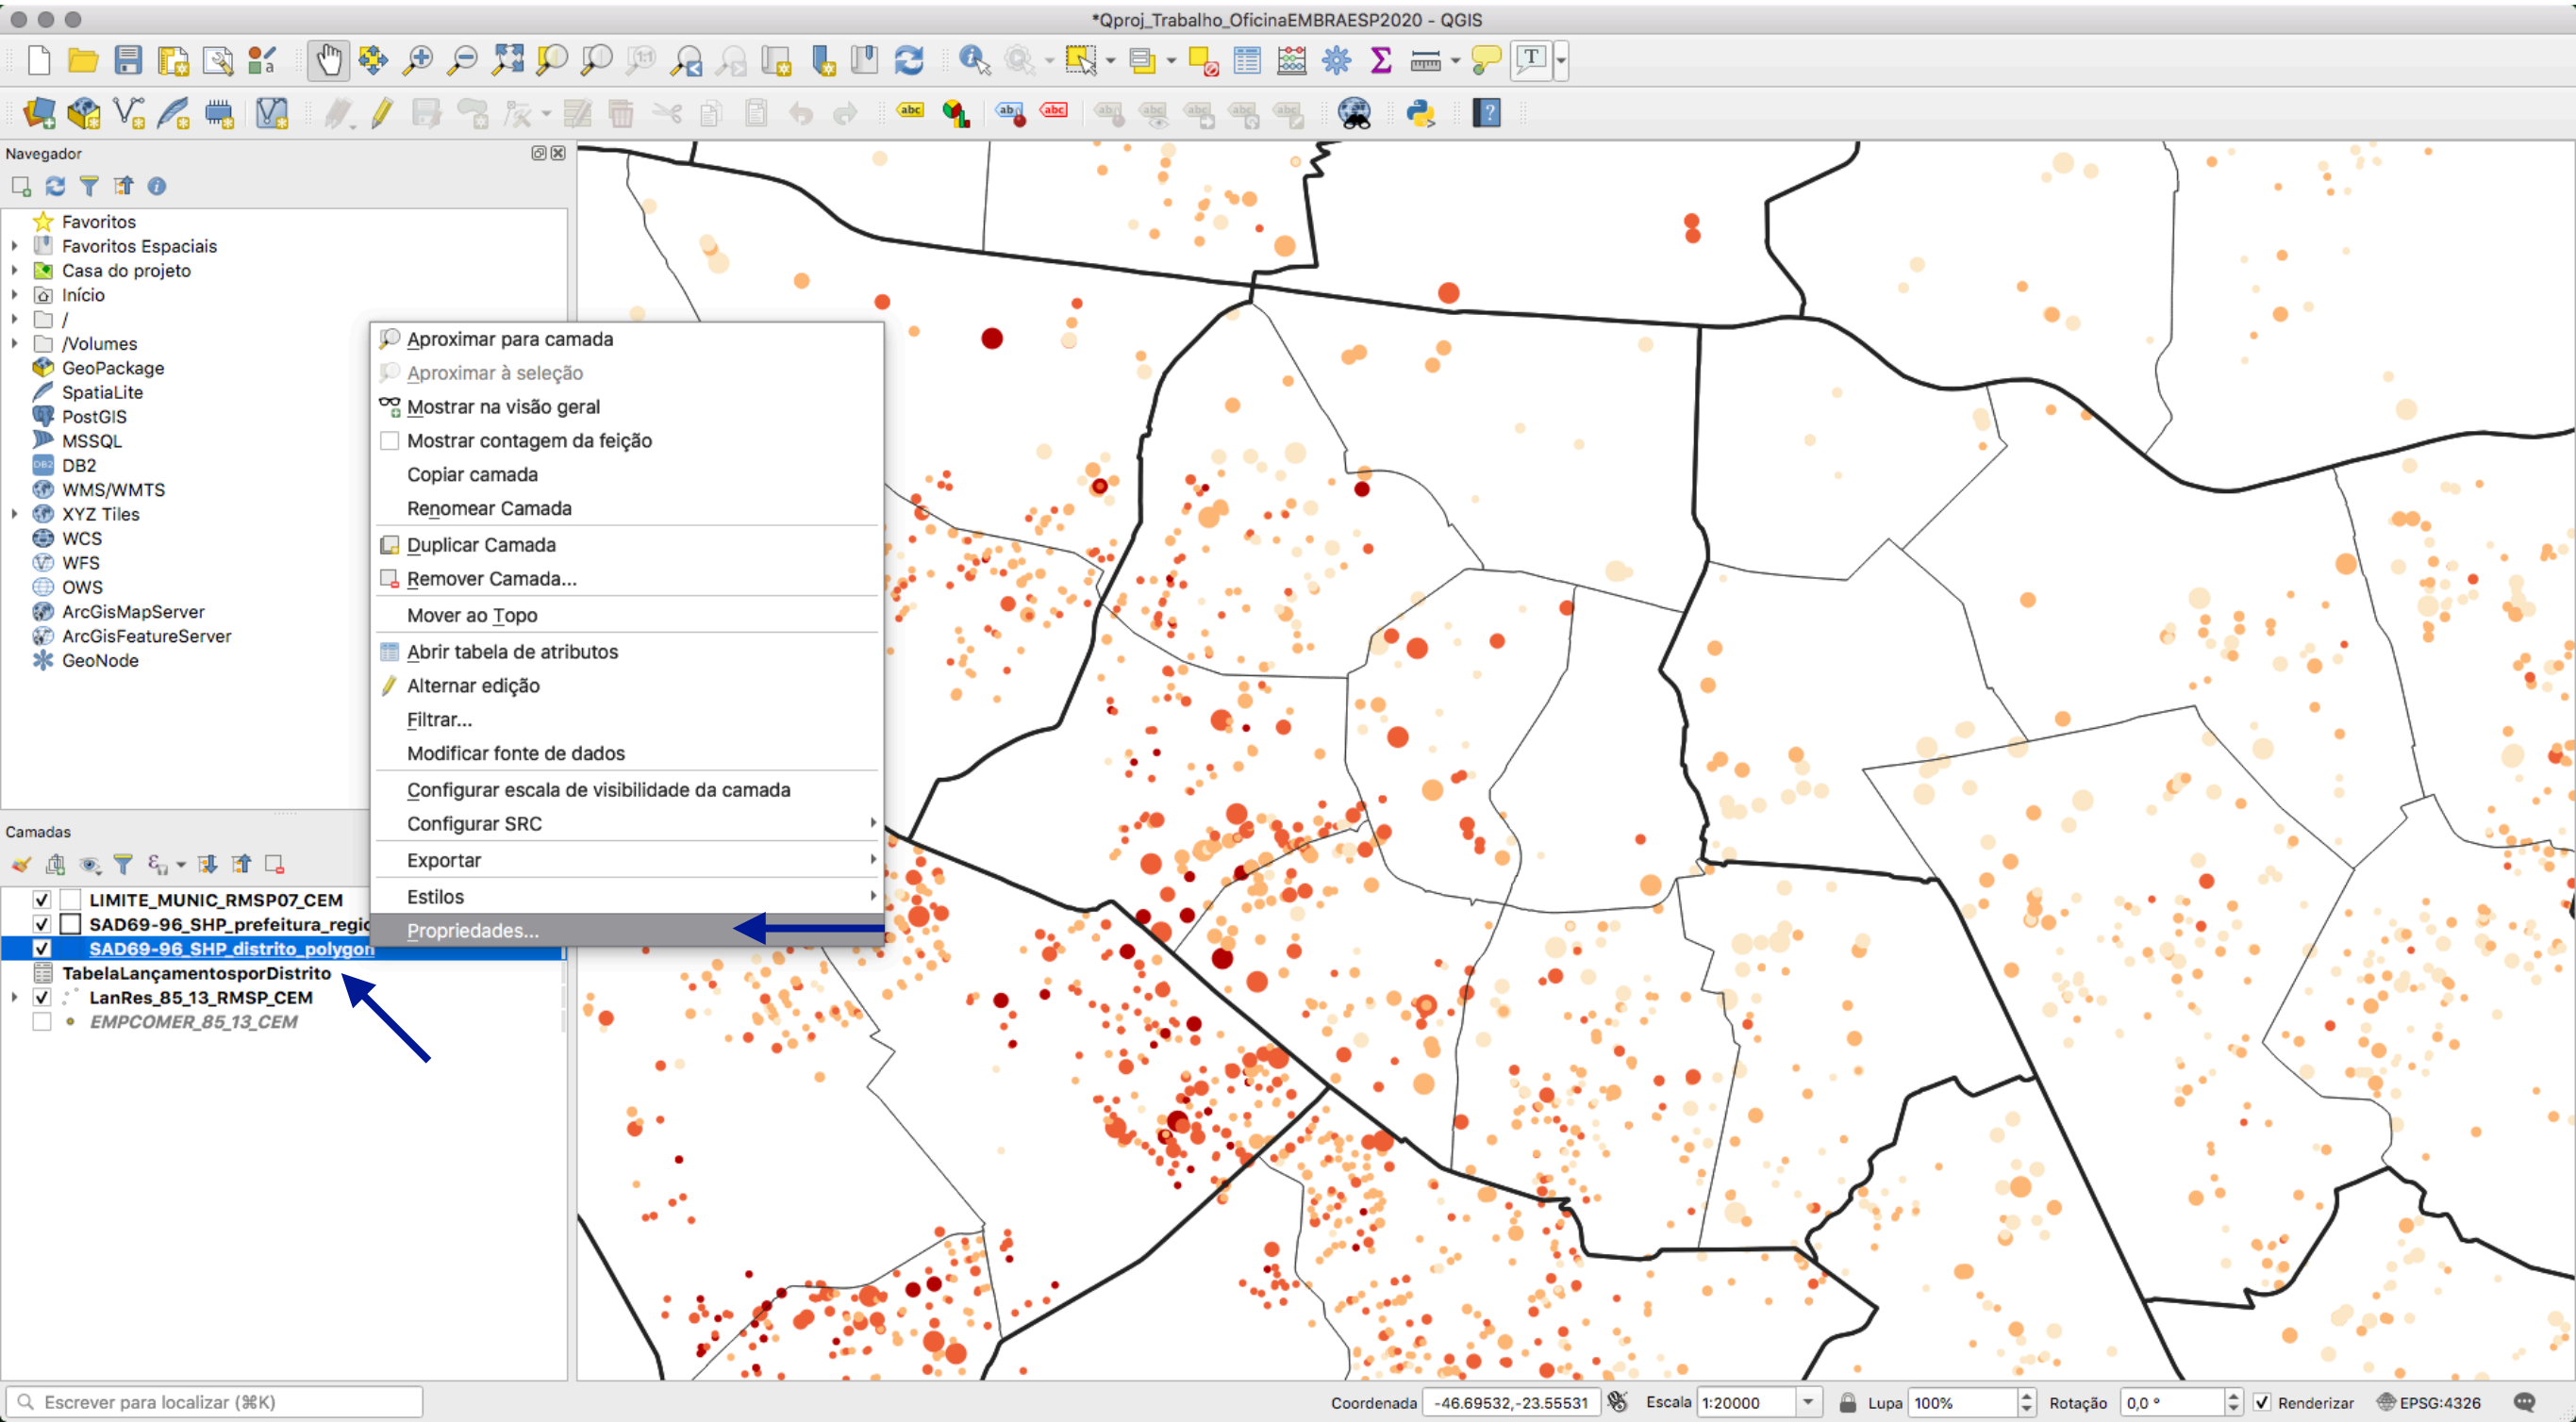 *Qproj_Trabalho_OficinaEMBRAESP2020 - QGIS
Navegador
Favoritos
Favoritos Espaciais
Casa do projeto
Início
/
/Volumes
GeoPackage
SpatiaLite
PostGIS
MSSQL
DB2
WMS/WMTS
XYZ Tiles
WCS
WFS
OWS
ArcGisMapServer
ArcGisFeatureServer
GeoNode
Aproximar para camada
Aproximar à seleção
Mostrar na visão geral
Mostrar contagem da feição
Copiar camada
Renomear Camada
Duplicar Camada
Remover Camada...
Mover ao Topo
Abrir tabela de atributos
Alternar edição
Filtrar...
Modificar fonte de dados
Configurar escala de visibilidade da camada
Configurar SRC
Exportar
Estilos
Propriedades...
Camadas
LIMITE_MUNIC_RMSP07_CEM
SAD69-96_SHP_prefeitura_regio
SAD69-96_SHP_distrito_polygon
TabelaLançamentosporDistrito
LanRes_85_13_RMSP_CEM
EMPCOMER_85_13_CEM
Escrever para localizar (⌘K)
Coordenada -46.69532,-23.55531 Escala 1:20000 Lupa 100% Rotação 0,0 ° Renderizar EPSG:4326